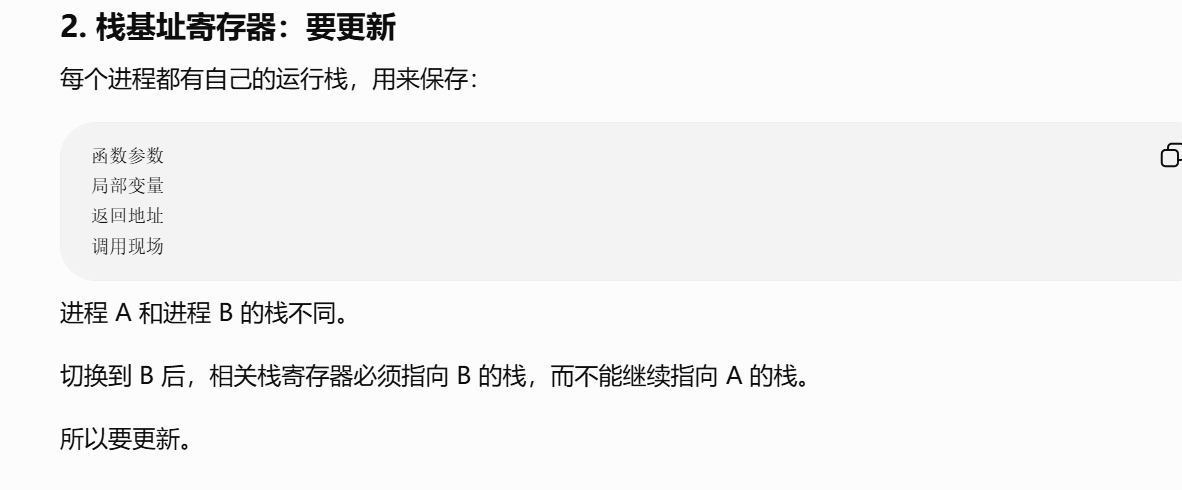 2. 栈基址寄存器：要更新
每个进程都有自己的运行栈，用来保存：
函数参数
局部变量
返回地址
调用现场
进程 A 和进程 B 的栈不同。
切换到 B 后，相关栈寄存器必须指向 B 的栈，而不能继续指向 A 的栈。
所以要更新。